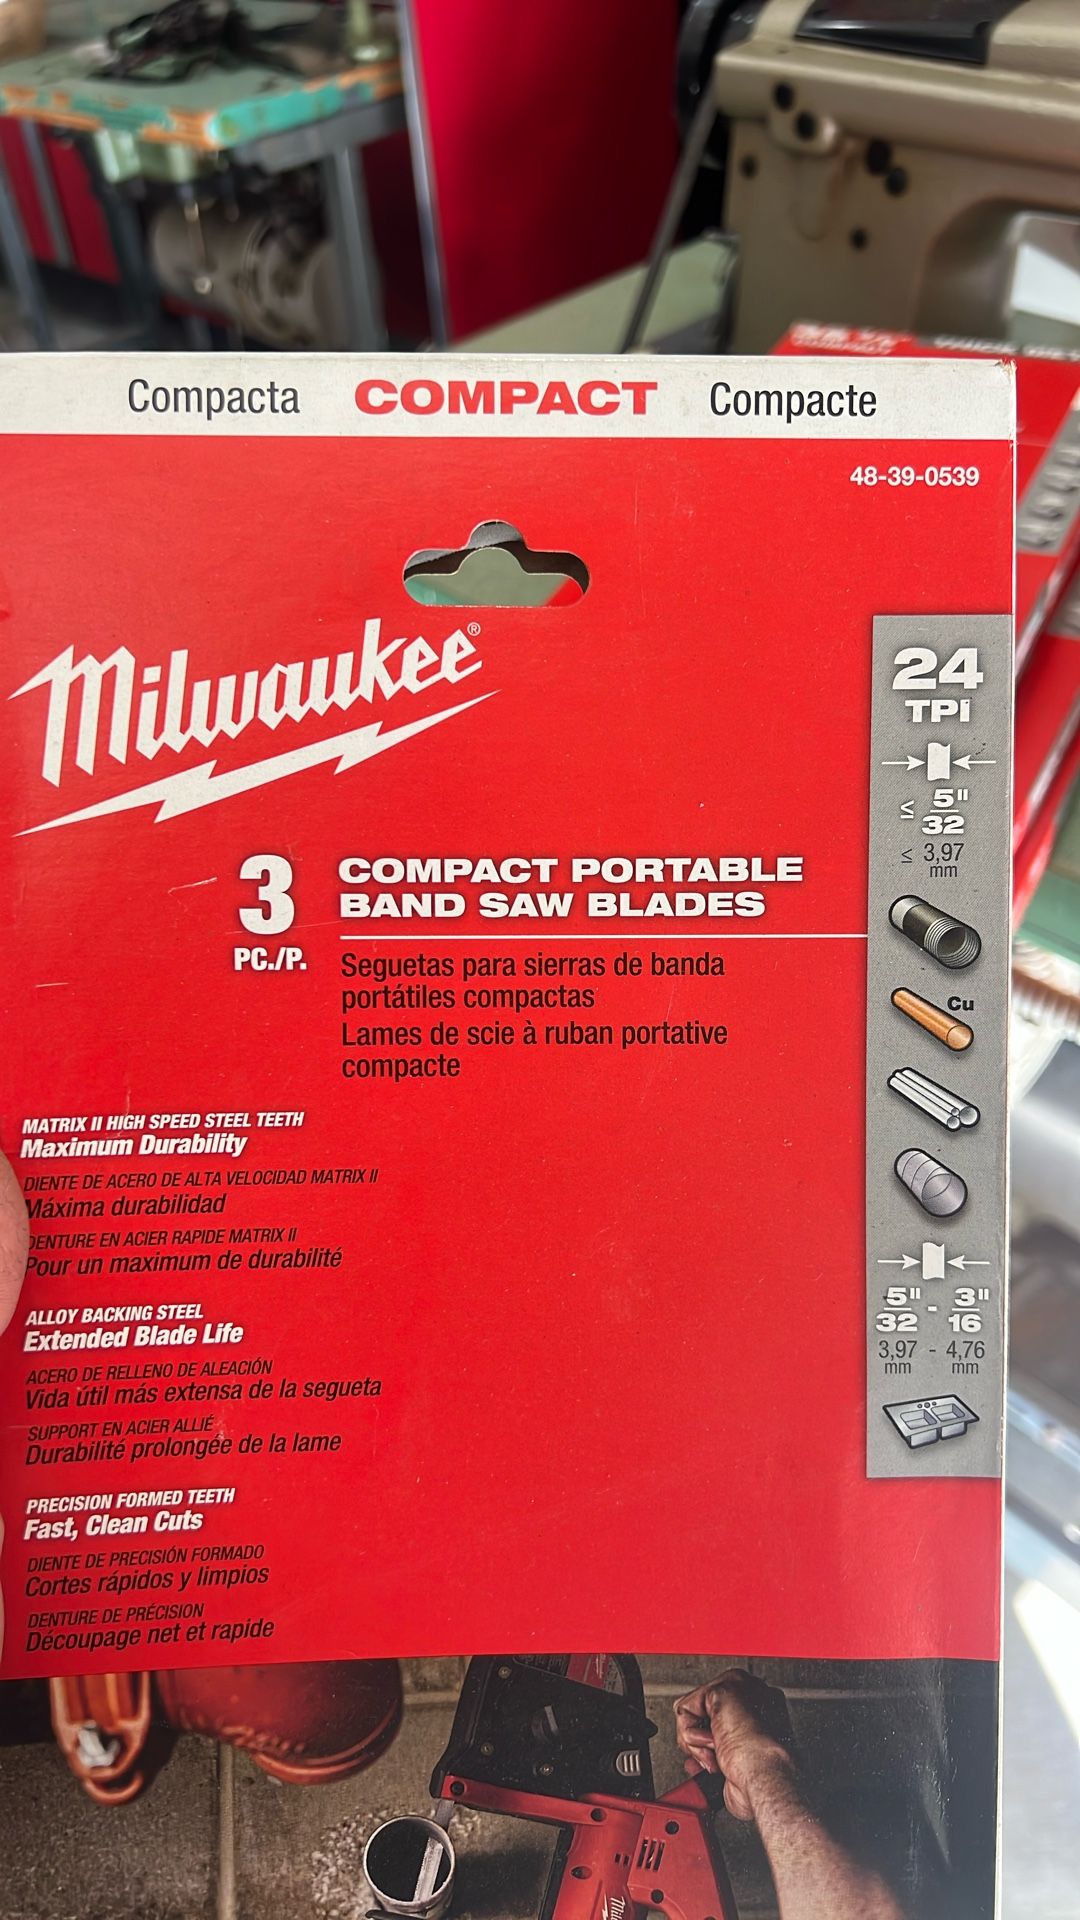 Compacta COMPACT Compacte
48-39-0539
Milwaukee®
24
TPI
≤ 5"
32
≤ 3,97
mm
3
PC./P.
COMPACT PORTABLE
BAND SAW BLADES
Seguetas para sierras de banda
portátiles compactas
Lames de scie à ruban portative
compacte
Cu
MATRIX II HIGH SPEED STEEL TEETH
Maximum Durability
DIENTE DE ACERO DE ALTA VELOCIDAD MATRIX II
Máxima durabilidad
DENTURE EN ACIER RAPIDE MATRIX II
Pour un maximum de durabilité
5" - 3"
32 16
3,97 - 4,76
mm mm
ALLOY BACKING STEEL
Extended Blade Life
ACERO DE RELLENO DE ALEACIÓN
Vida útil más extensa de la segueta
SUPPORT EN ACIER ALLIÉ
Durabilité prolongée de la lame
PRECISION FORMED TEETH
Fast, Clean Cuts
DIENTE DE PRECISIÓN FORMADO
Cortes rápidos y limpios
DENTURE DE PRÉCISION
Découpage net et rapide